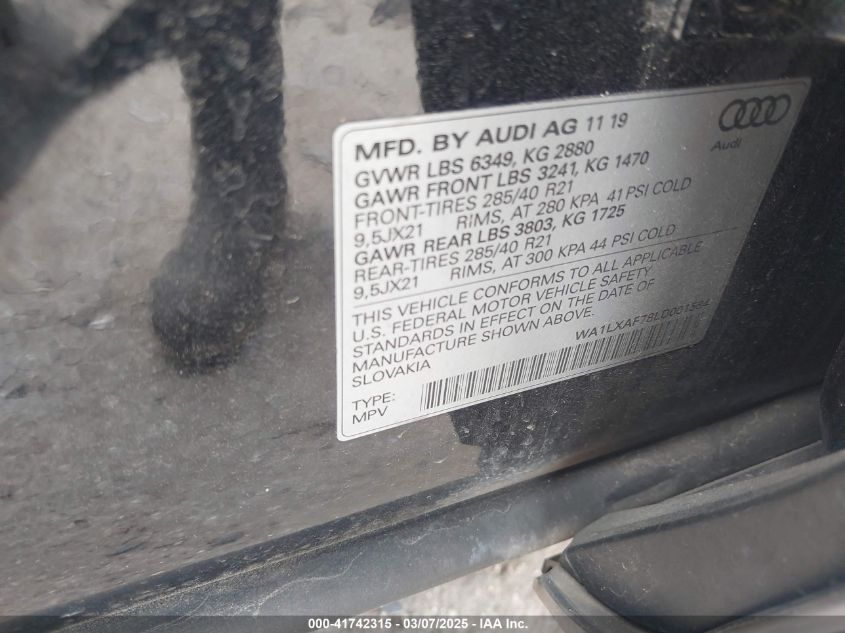 MFD. BY AUDI AG 11 19
Audi
GVWR LBS 6349, KG 2880
GAWR FRONT LBS 3241, KG 1470
FRONT-TIRES 285/40 R21
9,5JX21 RIMS, AT 280 KPA 41 PSI COLD
GAWR REAR LBS 3803, KG 1725
REAR-TIRES 285/40 R21
9,5JX21 RIMS, AT 300 KPA 44 PSI COLD
THIS VEHICLE CONFORMS TO ALL APPLICABLE
U.S. FEDERAL MOTOR VEHICLE SAFETY
STANDARDS IN EFFECT ON THE DATE OF
MANUFACTURE SHOWN ABOVE.
SLOVAKIA
TYPE:
MPV
000-41742315 - 03/07/2025 - IAA Inc.